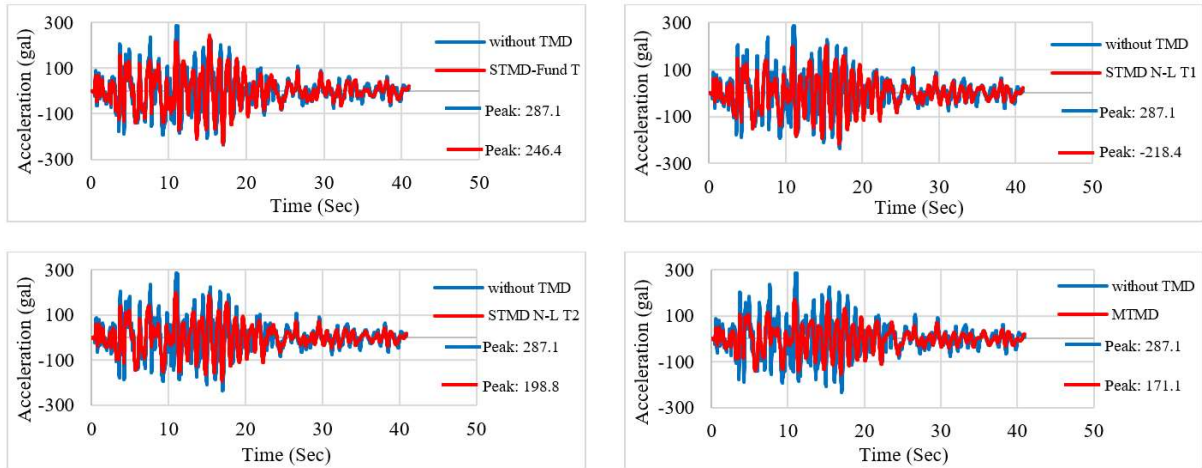 300
100
-100
-300
Acceleration (gal)
without TMD
STMD-Fund T
Peak: 287.1
Peak: 246.4
0 10 20 30 40 50
Time (Sec)
300
100
-100
-300
Acceleration (gal)
without TMD
STMD N-L T1
Peak: 287.1
Peak: -218.4
0 10 20 30 40 50
Time (Sec)
300
100
-100
-300
Acceleration (gal)
without TMD
STMD N-L T2
Peak: 287.1
Peak: 198.8
0 10 20 30 40 50
Time (Sec)
300
100
-100
-300
Acceleration (gal)
without TMD
MTMD
Peak: 287.1
Peak: 171.1
0 10 20 30 40 50
Time (Sec)